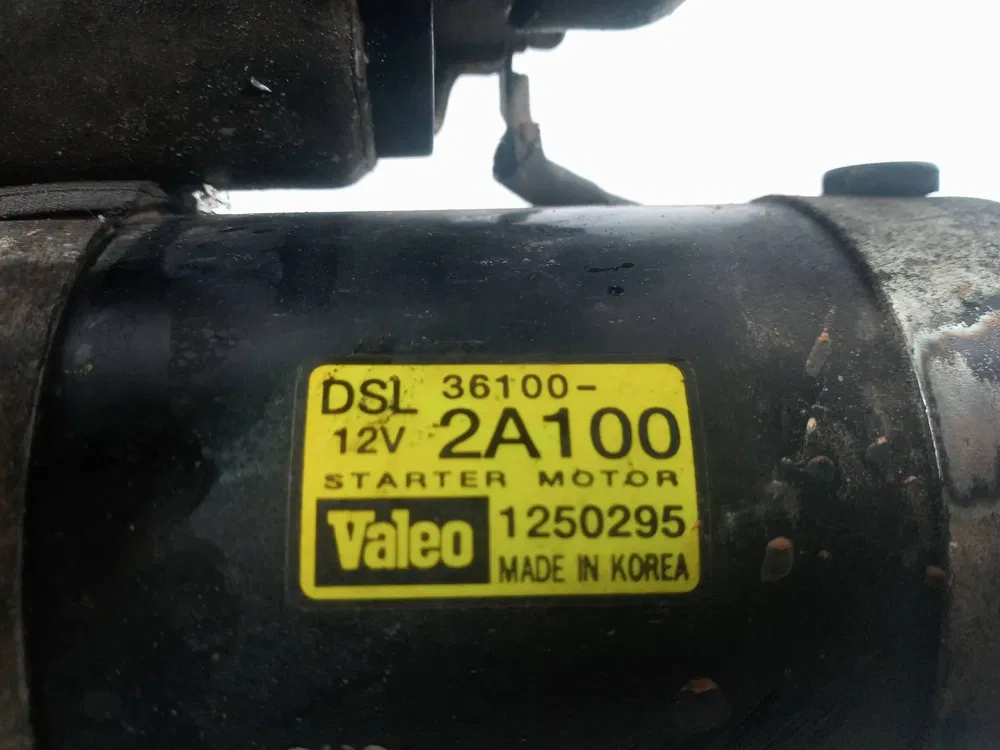 DSL 36100-
12V 2A100
STARTER MOTOR
Valeo 1250295
MADE IN KOREA